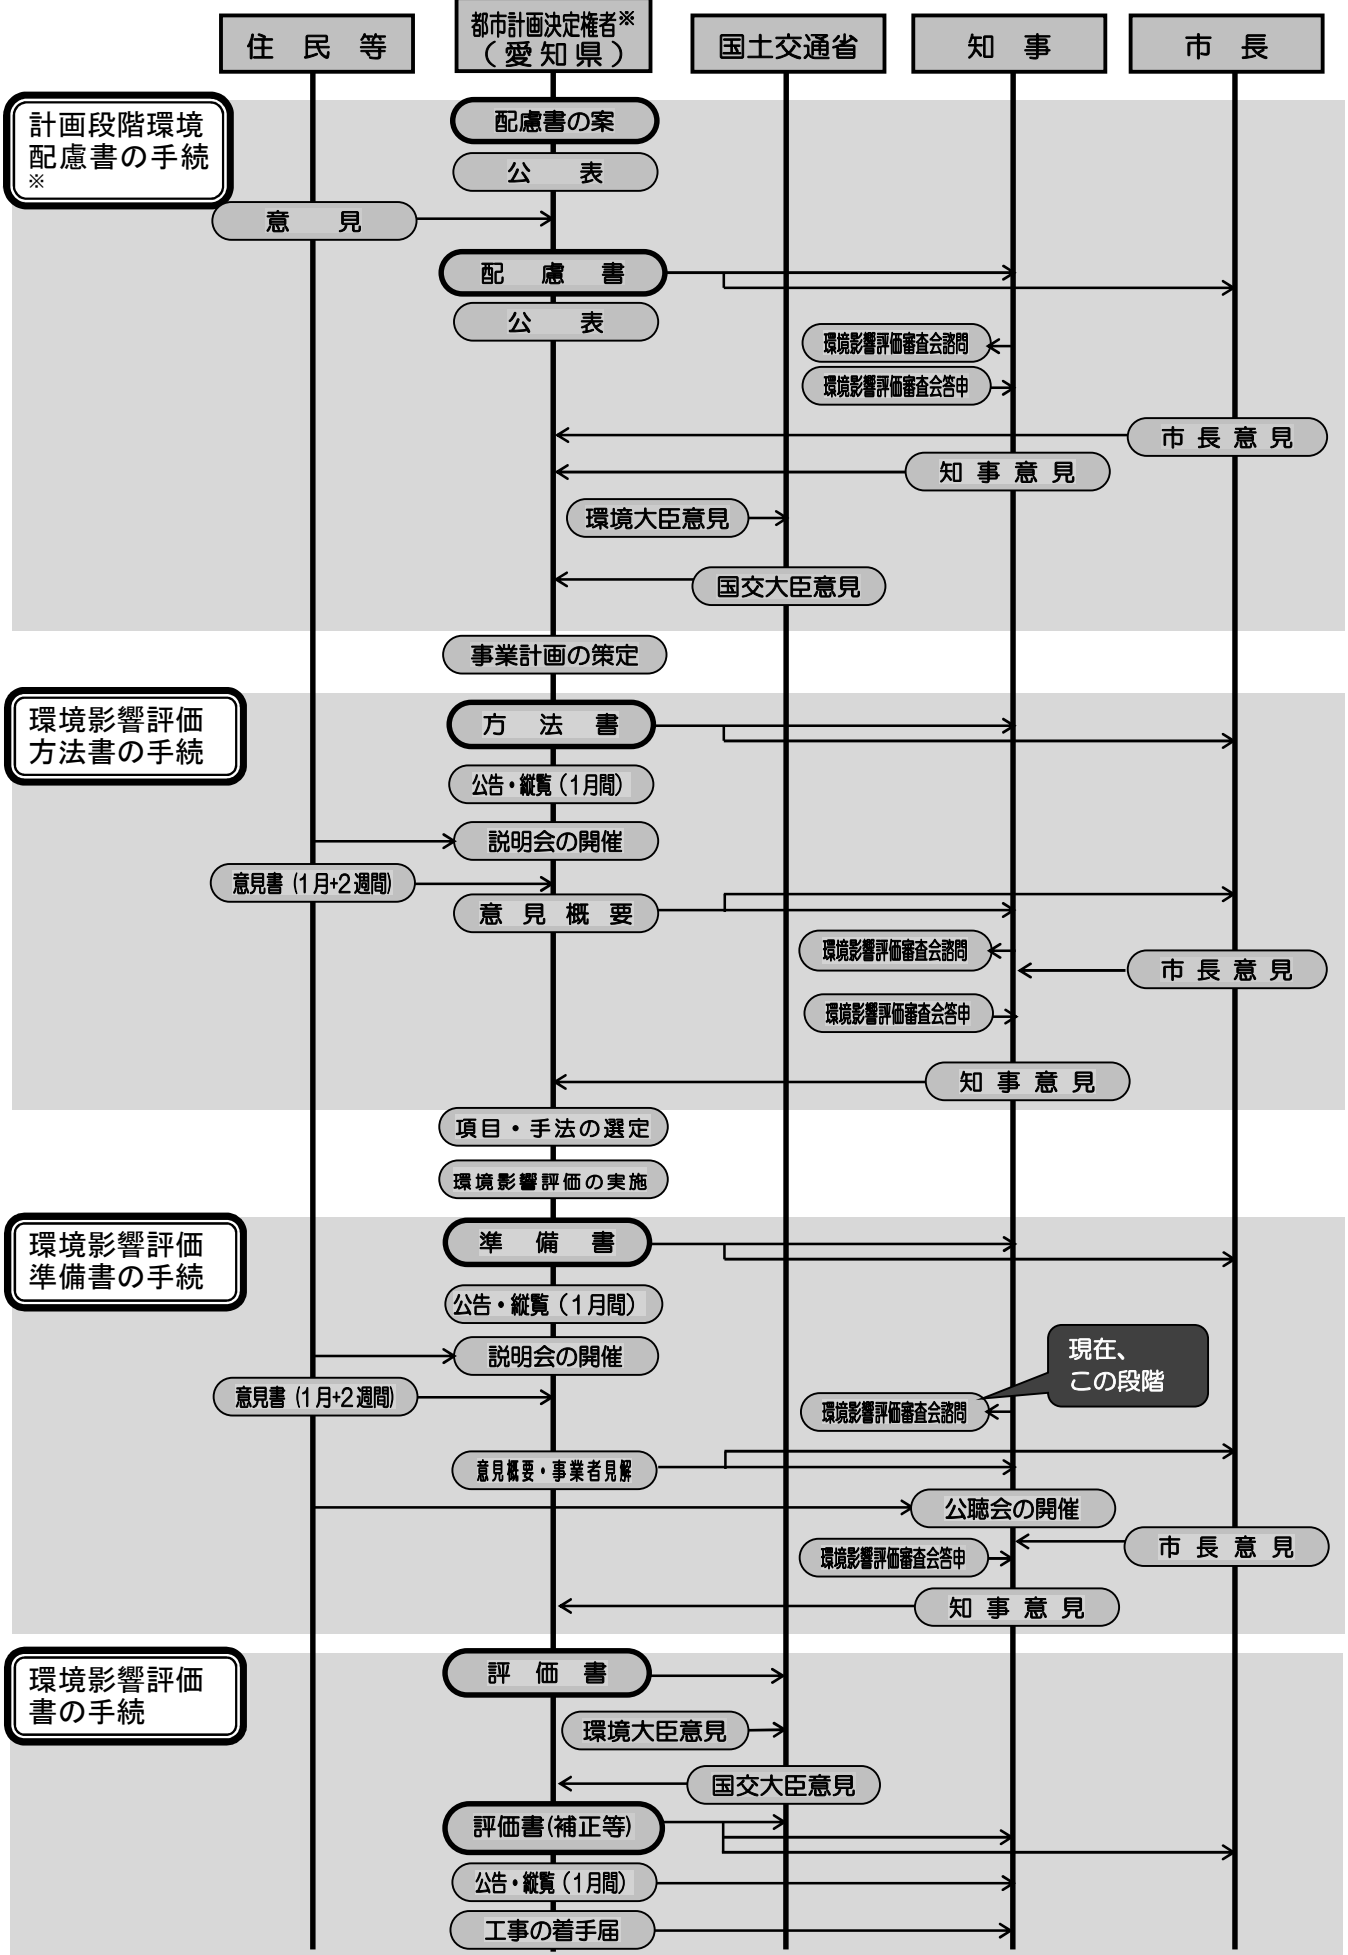 住　民　等
都市計画決定権者※
（愛知県）
国土交通省
知　事
市　長
計画段階環境
配慮書の手続
※
配慮書の案
公　表
意　見
配　慮　書
公　表
環境影響評価審査会諮問
環境影響評価審査会答申
市長意見
知事意見
環境大臣意見
国交大臣意見
事業計画の策定
環境影響評価
方法書の手続
方　法　書
公告・縦覧（1月間）
説明会の開催
意見書（1月+2週間）
意見概要
環境影響評価審査会諮問
市長意見
環境影響評価審査会答申
知事意見
項目・手法の選定
環境影響評価の実施
環境影響評価
準備書の手続
準　備　書
公告・縦覧（1月間）
説明会の開催
現在、
この段階
意見書（1月+2週間）
環境影響評価審査会諮問
意見概要・事業者見解
公聴会の開催
市長意見
環境影響評価審査会答申
知事意見
環境影響評価
書の手続
評　価　書
環境大臣意見
国交大臣意見
評価書(補正等)
公告・縦覧（1月間）
工事の着手届